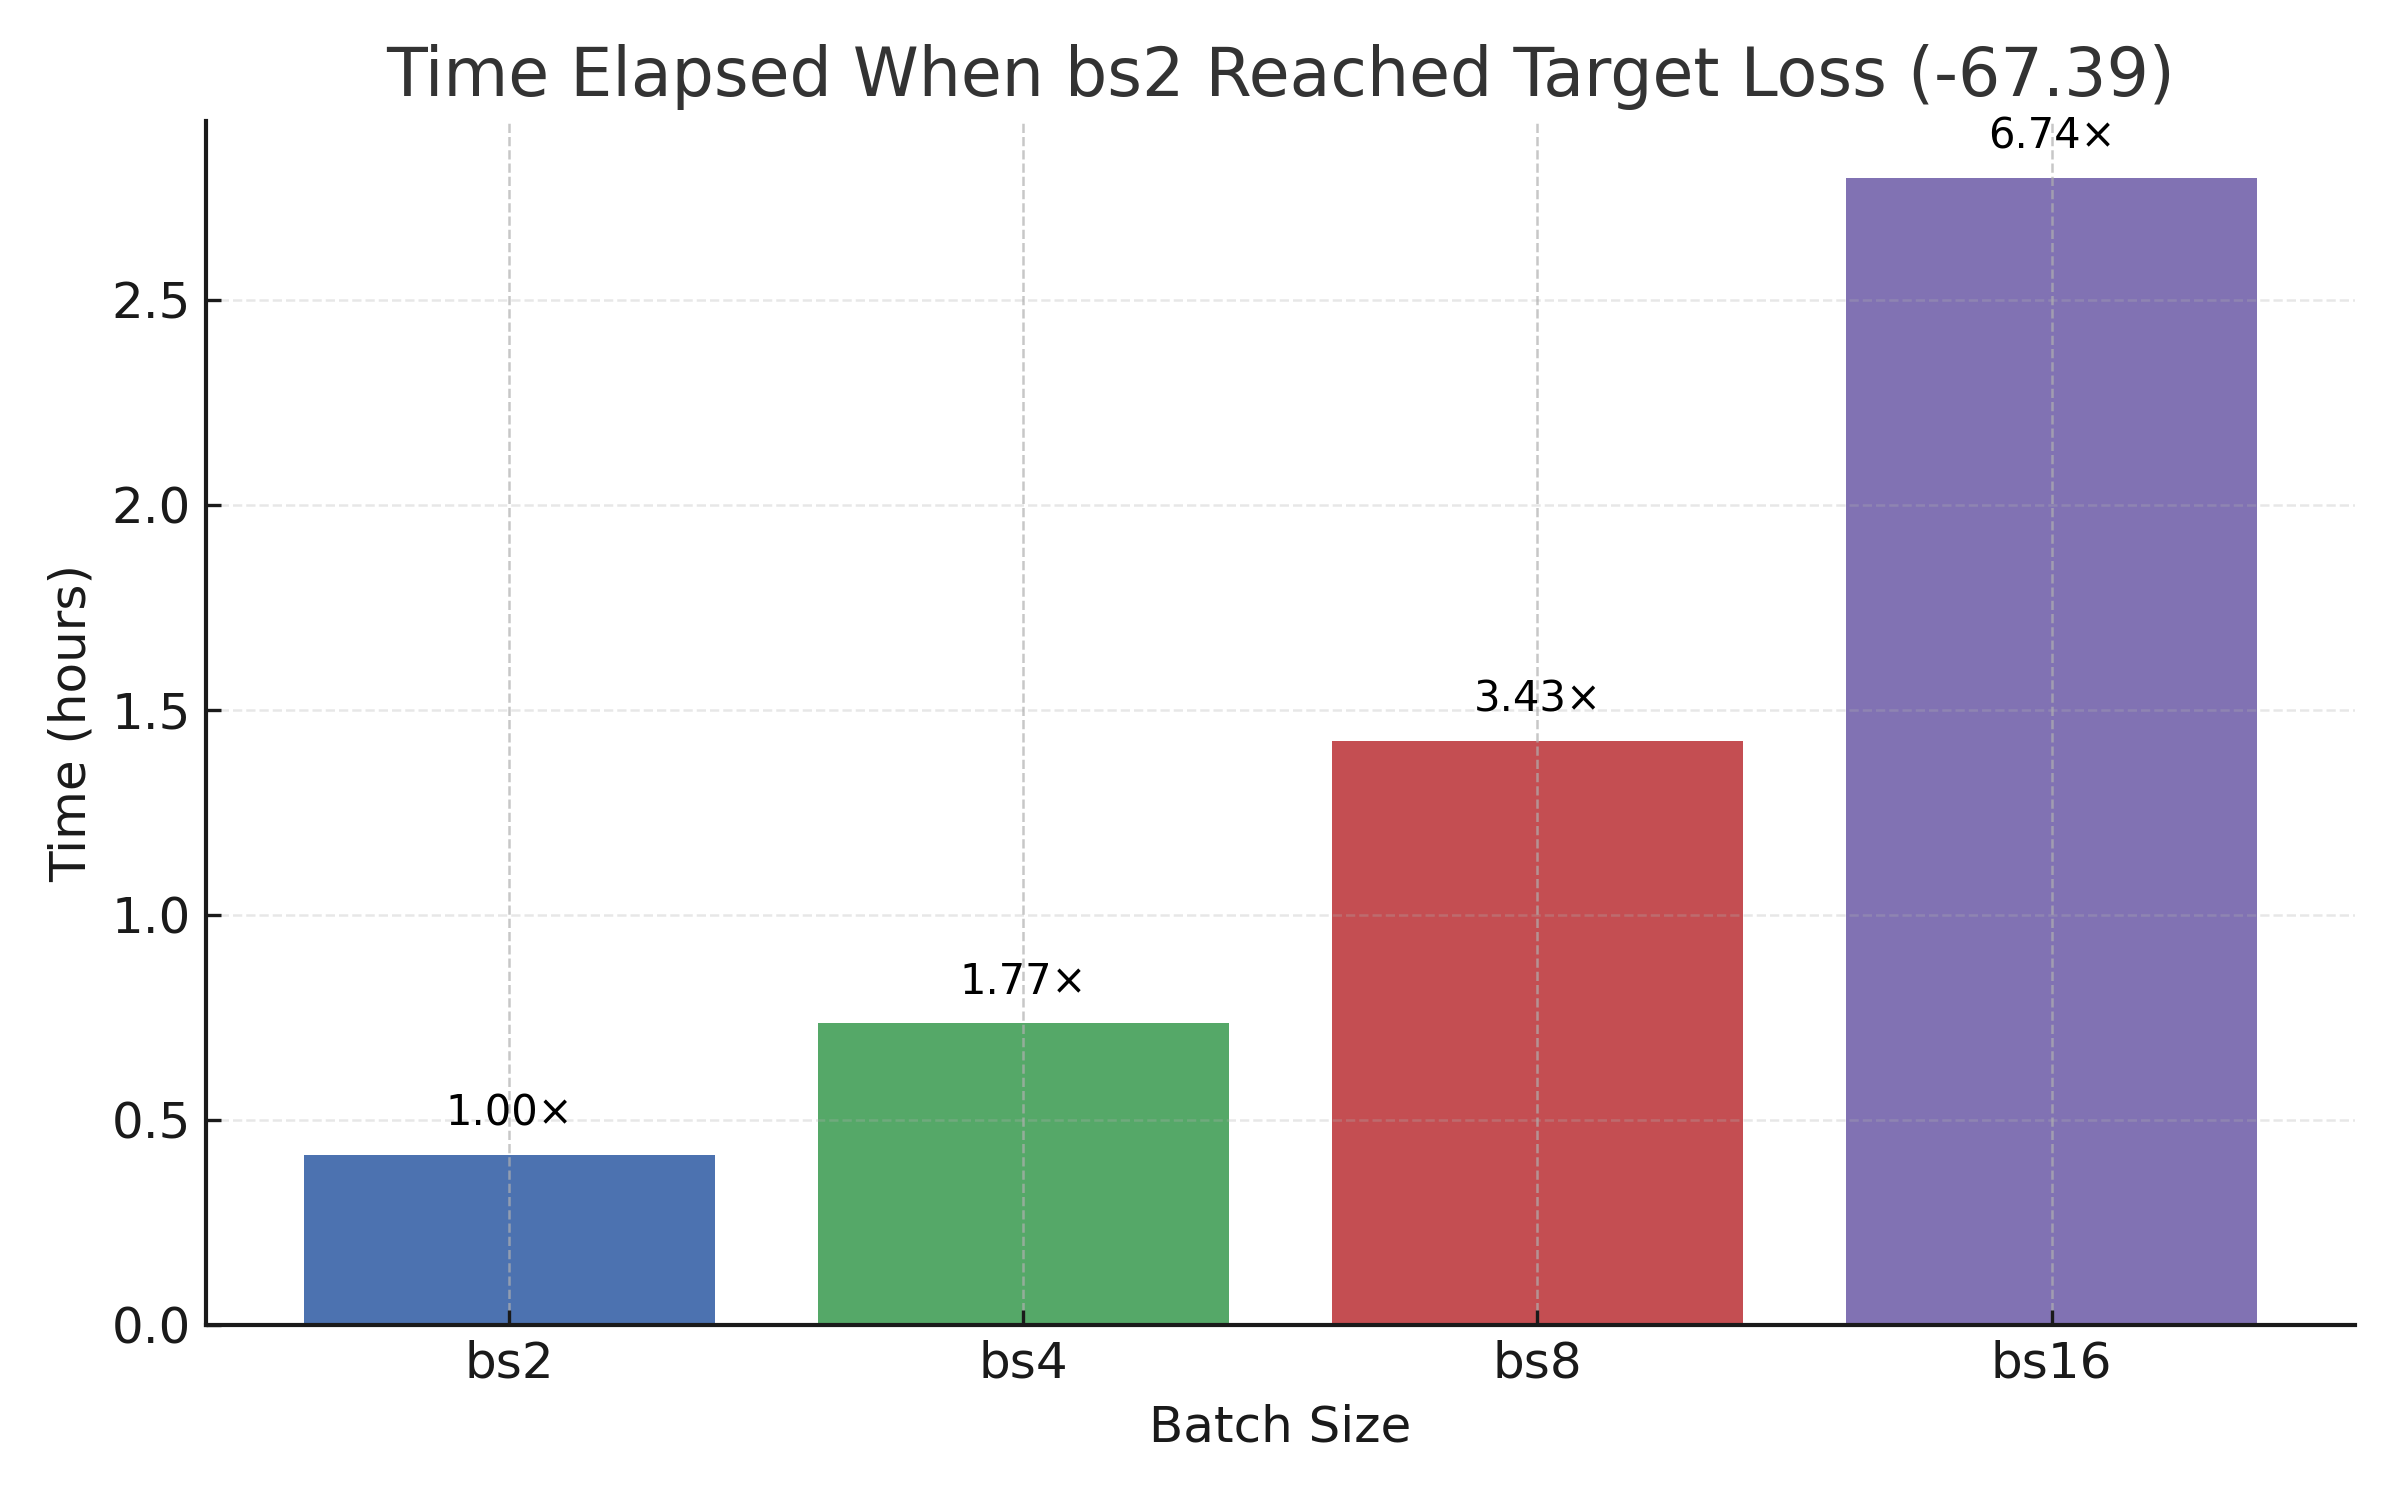 Time Elapsed When bs2 Reached Target Loss (-67.39)
6.74×
2.5
2.0
3.43×
1.5
1.77×
1.0
1.00×
0.5
0.0
Time (hours)
bs2 bs4 bs8 bs16
Batch Size